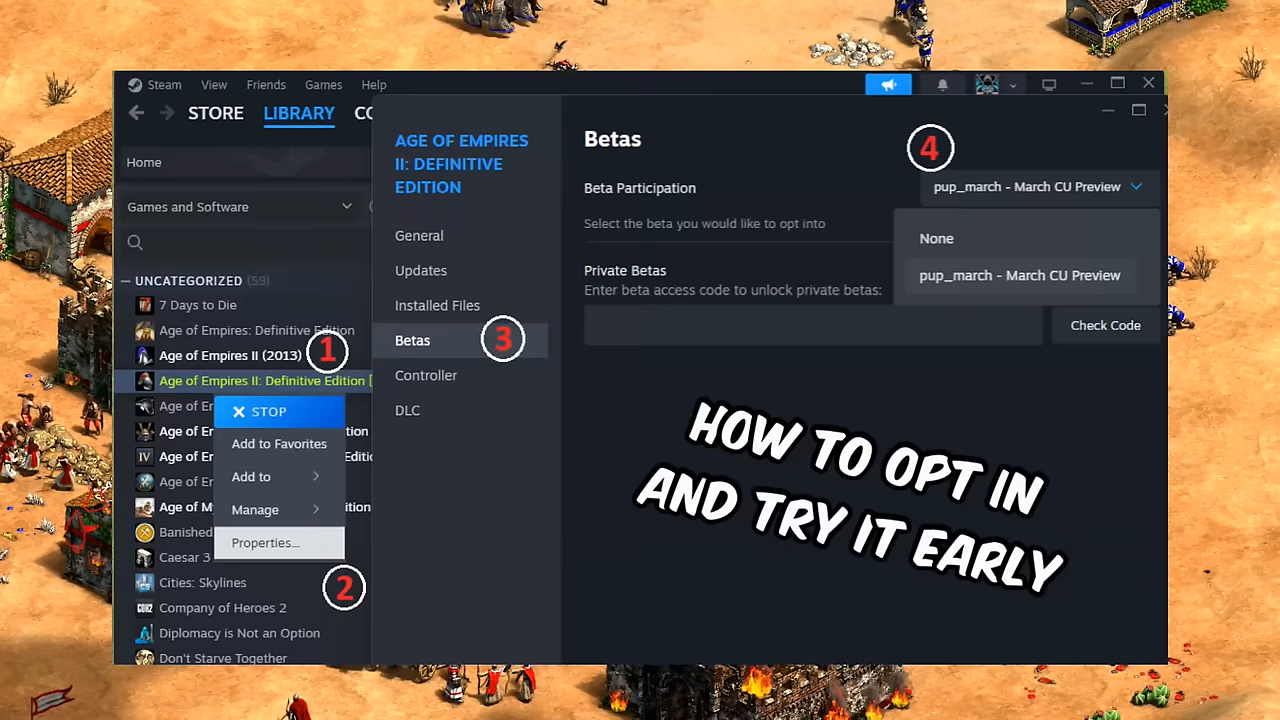 Steam View Friends Games Help
STORE LIBRARY CO
Home
Games and Software
UNCATEGORIZED (59)
7 Days to Die
Age of Empires: Definitive Edition
Age of Empires II (2013)
1
Age of Empires II: Definitive Edition [
Age of Er
Age of Er tion
IV Age of Er Editio
Age of Er
Age of M ition
Banished
Caesar 3
Cities: Skylines
COH2 Company of Heroes 2
Diplomacy is Not an Option
Don't Starve Together
STOP
Add to Favorites
Add to
Manage
Properties...
2
AGE OF EMPIRES
II: DEFINITIVE
EDITION
General
Updates
Installed Files
Betas
3
Controller
DLC
Betas
4
Beta Participation
pup_march - March CU Preview
Select the beta you would like to opt into
None
pup_march - March CU Preview
Private Betas
Enter beta access code to unlock private betas:
Check Code
HOW TO OPT IN
AND TRY IT EARLY